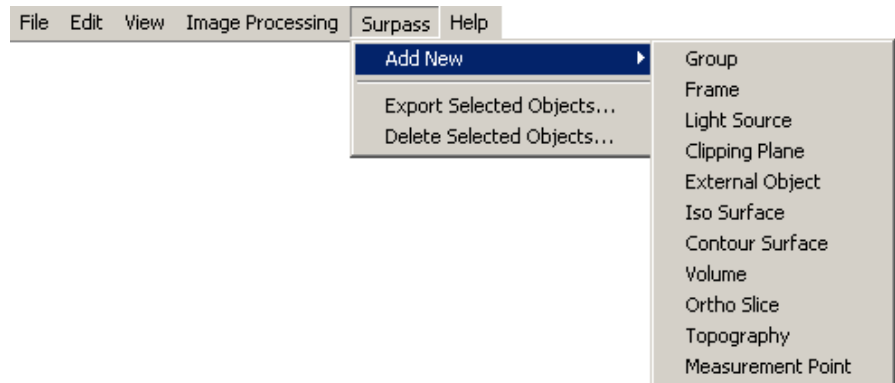 File Edit View Image Processing Surpass Help
Add New
Export Selected Objects...
Delete Selected Objects...
Group
Frame
Light Source
Clipping Plane
External Object
Iso Surface
Contour Surface
Volume
Ortho Slice
Topography
Measurement Point